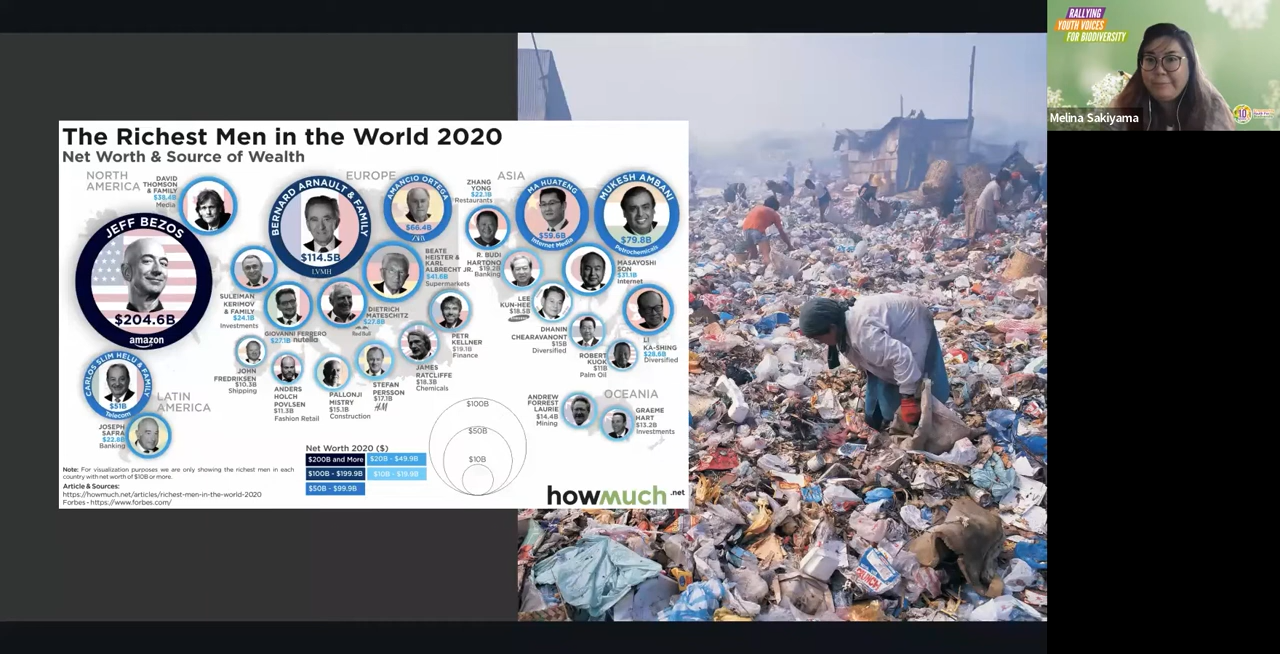 The Richest Men in the World 2020
Net Worth & Source of Wealth
NORTH
AMERICA
DAVID
THOMSON
& FAMILY
$38.4B
Media
JEFF BEZOS
$204.6B
amazon
CARLOS SLIM HELU & FAMILY
$51B
Telecom
LATIN
AMERICA
JOSEPH
SAFRA
$22.8B
Banking
EUROPE
BERNARD ARNAULT & FAMILY
$114.5B
LVMH
AMANCIO ORTEGA
$66.4B
ZARA
BEATE
HEISTER &
KARL
ALBRECHT JR.
$41.6B
Supermarkets
SULEIMAN
KERIMOV
& FAMILY
$24.1B
Investments
GIOVANNI FERRERO
$27.1B nutella
DIETRICH
MATESCHITZ
$27.8B
Red Bull
PETR
KELLNER
$19.1B
Finance
JOHN
FREDRIKSEN
$10.3B
Shipping
ANDERS
HOLCH
POVLSEN
$11.3B
Fashion Retail
PALLONJI
MISTRY
$15.1B
Construction
STEFAN
PERSSON
$17.1B
H&M
JAMES
RATCLIFFE
$18.3B
Chemicals
ASIA
ZHANG
YONG
$22.1B
Restaurants
MA HUATENG
$59.6B
Internet Media
MUKESH AMBANI
$79.8B
Petrochemicals
R. BUDI
HARTONO
$19.2B
Banking
MASAYOSHI
SON
$31.1B
Internet
LEE
KUN-HEE
$18.5B
DHANIN
CHEARAVANONT
$15B
Diversified
ROBERT
KUOK
$11B
Palm Oil
LI
KA-SHING
$28.6B
Diversified
OCEANIA
ANDREW
FORREST
LAURIE
$14.4B
Mining
GRAEME
HART
$13.2B
Investments
Net Worth 2020 ($)
$200B and More
$20B - $49.9B
$100B - $199.9B
$10B - $19.9B
$50B - $99.9B
$100B
$50B
$10B
Note: For visualization purposes we are only showing the richest men in each
country with net worth of $10B or more.
Article & Sources:
https://howmuch.net/articles/richest-men-in-the-world-2020
Forbes - https://www.forbes.com/
howmuch.net
CRUNCH
RALLYING
YOUTH VOICES
FOR BIODIVERSITY
10
Melina Sakiyama